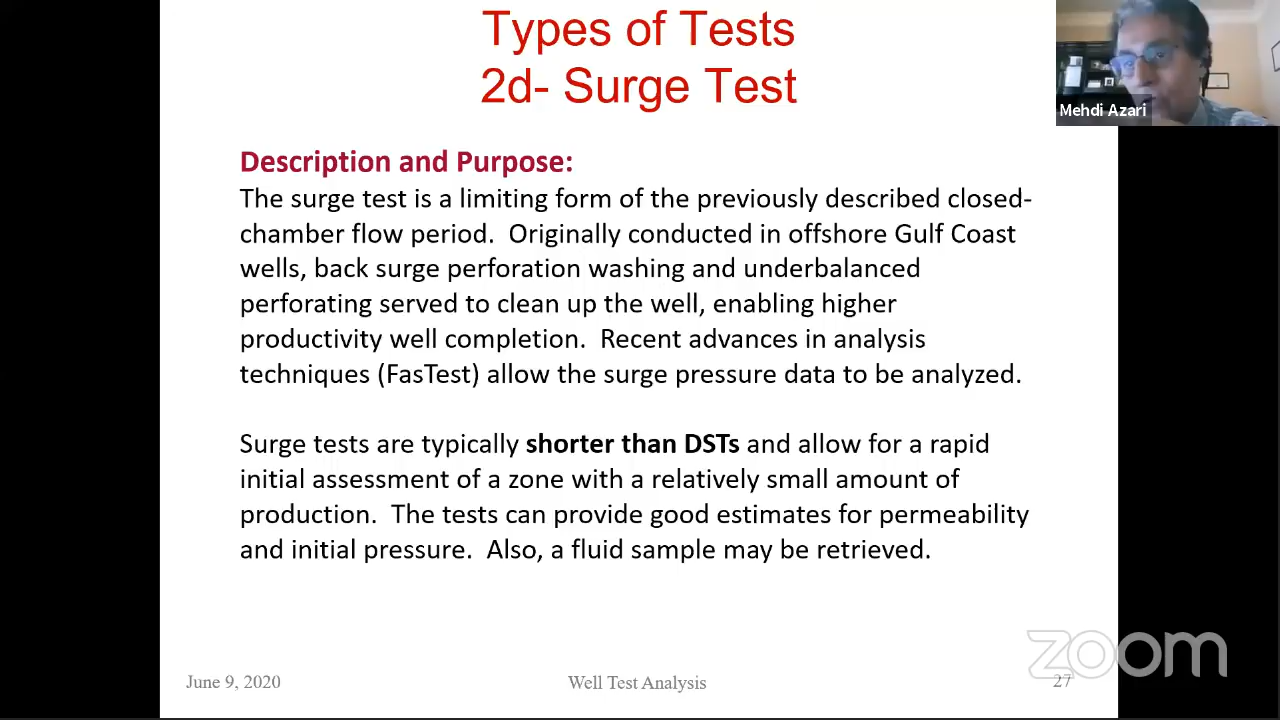 Types of Tests
2d- Surge Test
Mehdi Azari
Description and Purpose:
The surge test is a limiting form of the previously described closed-
chamber flow period.  Originally conducted in offshore Gulf Coast
wells, back surge perforation washing and underbalanced
perforating served to clean up the well, enabling higher
productivity well completion.  Recent advances in analysis
techniques (FasTest) allow the surge pressure data to be analyzed.
Surge tests are typically shorter than DSTs and allow for a rapid
initial assessment of a zone with a relatively small amount of
production.  The tests can provide good estimates for permeability
and initial pressure.  Also, a fluid sample may be retrieved.
zoom
June 9, 2020
Well Test Analysis
27